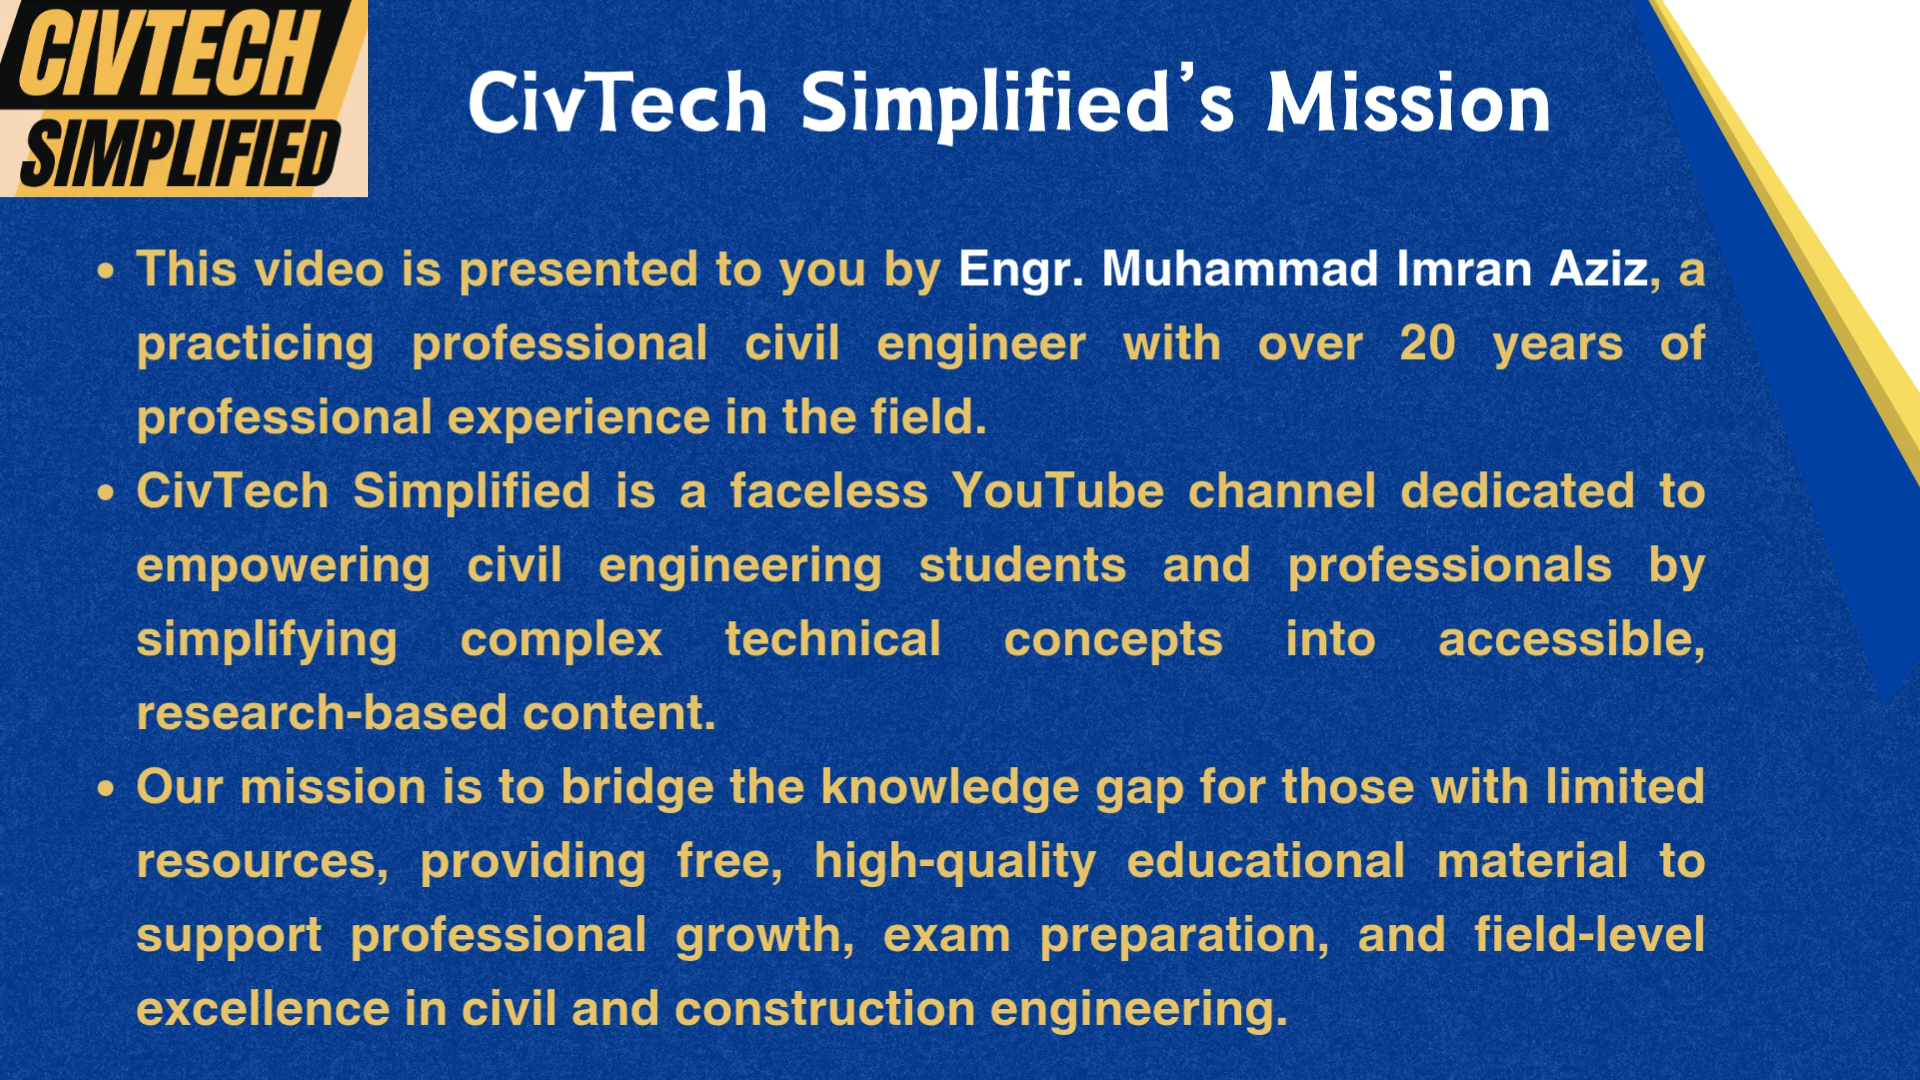 CIVTECH
SIMPLIFIED
CivTech Simplified's Mission
• This video is presented to you by Engr. Muhammad Imran Aziz, a
practicing professional civil engineer with over 20 years of
professional experience in the field.
• CivTech Simplified is a faceless YouTube channel dedicated to
empowering civil engineering students and professionals by
simplifying complex technical concepts into accessible,
research-based content.
• Our mission is to bridge the knowledge gap for those with limited
resources, providing free, high-quality educational material to
support professional growth, exam preparation, and field-level
excellence in civil and construction engineering.